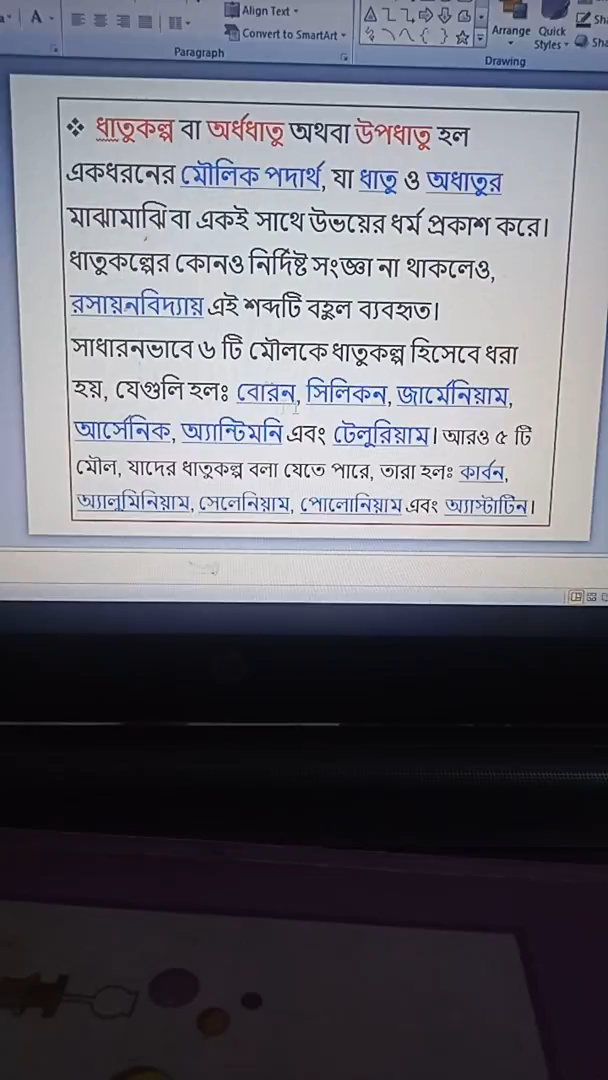 A
Align Text
Convert to SmartArt
Paragraph
Arrange
Quick
Styles
Drawing
❖ ধাতুকল্প বা অর্ধধাতু অথবা উপধাতু হল
একধরনের মৌলিক পদার্থ, যা ধাতু ও অধাতুর
মাঝামাঝি বা একই সাথে উভয়ের ধর্ম প্রকাশ করে।
ধাতুকল্পের কোনও নির্দিষ্ট সংজ্ঞা না থাকলেও,
রসায়নবিদ্যায় এই শব্দটি বহুল ব্যবহৃত।
সাধারনভাবে ৬ টি মৌলকে ধাতুকল্প হিসেবে ধরা
হয়, যেগুলি হলঃ বোরন, সিলিকন, জার্মেনিয়াম,
আর্সেনিক, অ্যান্টিমনি এবং টেলুরিয়াম। আরও ৫ টি
মৌল, যাদের ধাতুকল্প বলা যেতে পারে, তারা হলঃ কার্বন,
অ্যালুমিনিয়াম, সেলেনিয়াম, পোলোনিয়াম এবং অ্যাস্টাটিন।